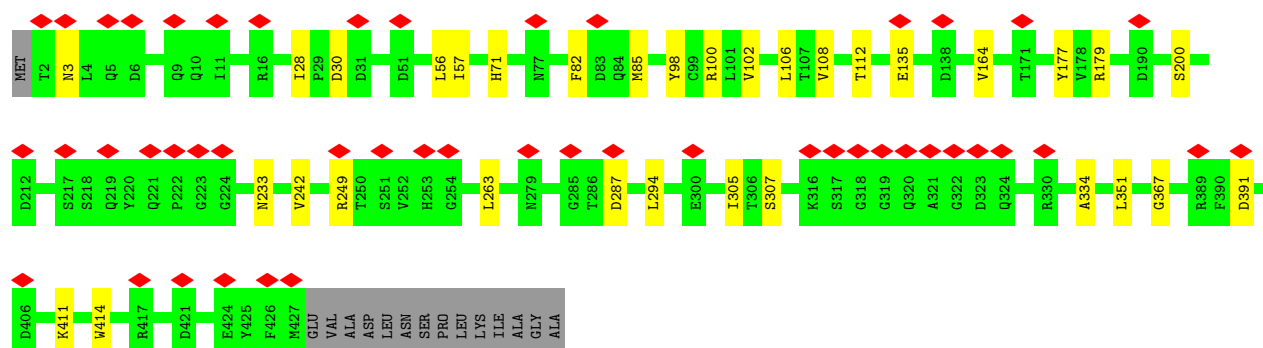 MET T2 N3 L4 Q5 D6 Q9 Q10 I11 R16 I28 P29 D30 D31 D51 L56 I57 H71 N77 F82 D83 Q84 M85 Y98 C99 R100 L101 V102 L106 T107 V108 T112 E135 D138 V164 T171 Y177 V178 R179 D190 S200
D212 S217 S218 Q219 Y220 Q221 P222 G223 G224 N233 V242 R249 T250 S251 V252 H253 G254 L263 N279 G285 T286 D287 L294 E300 I305 T306 S307 K316 S317 G318 G319 Q320 A321 G322 D323 Q324 R330 A334 L351 G367 R389 F390 D391
D406 K411 W414 R417 D421 E424 Y425 F426 M427 GLU VAL ALA ASP LEU ASN SER PRO LEU LYS ILE ALA GLY ALA